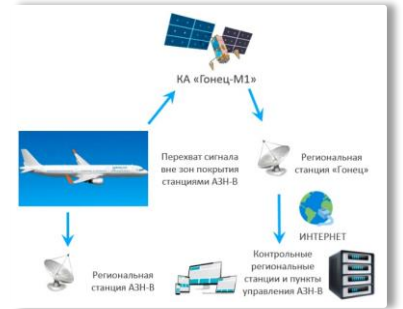 КА «Гонец-М1»
Перехват сигнала
вне зон покрытия
станциями АЗН-В
Региональная
станция «Гонец»
ИНТЕРНЕТ
Региональная
станция АЗН-В
Контрольные
региональные
станции и пункты
управления АЗН-В